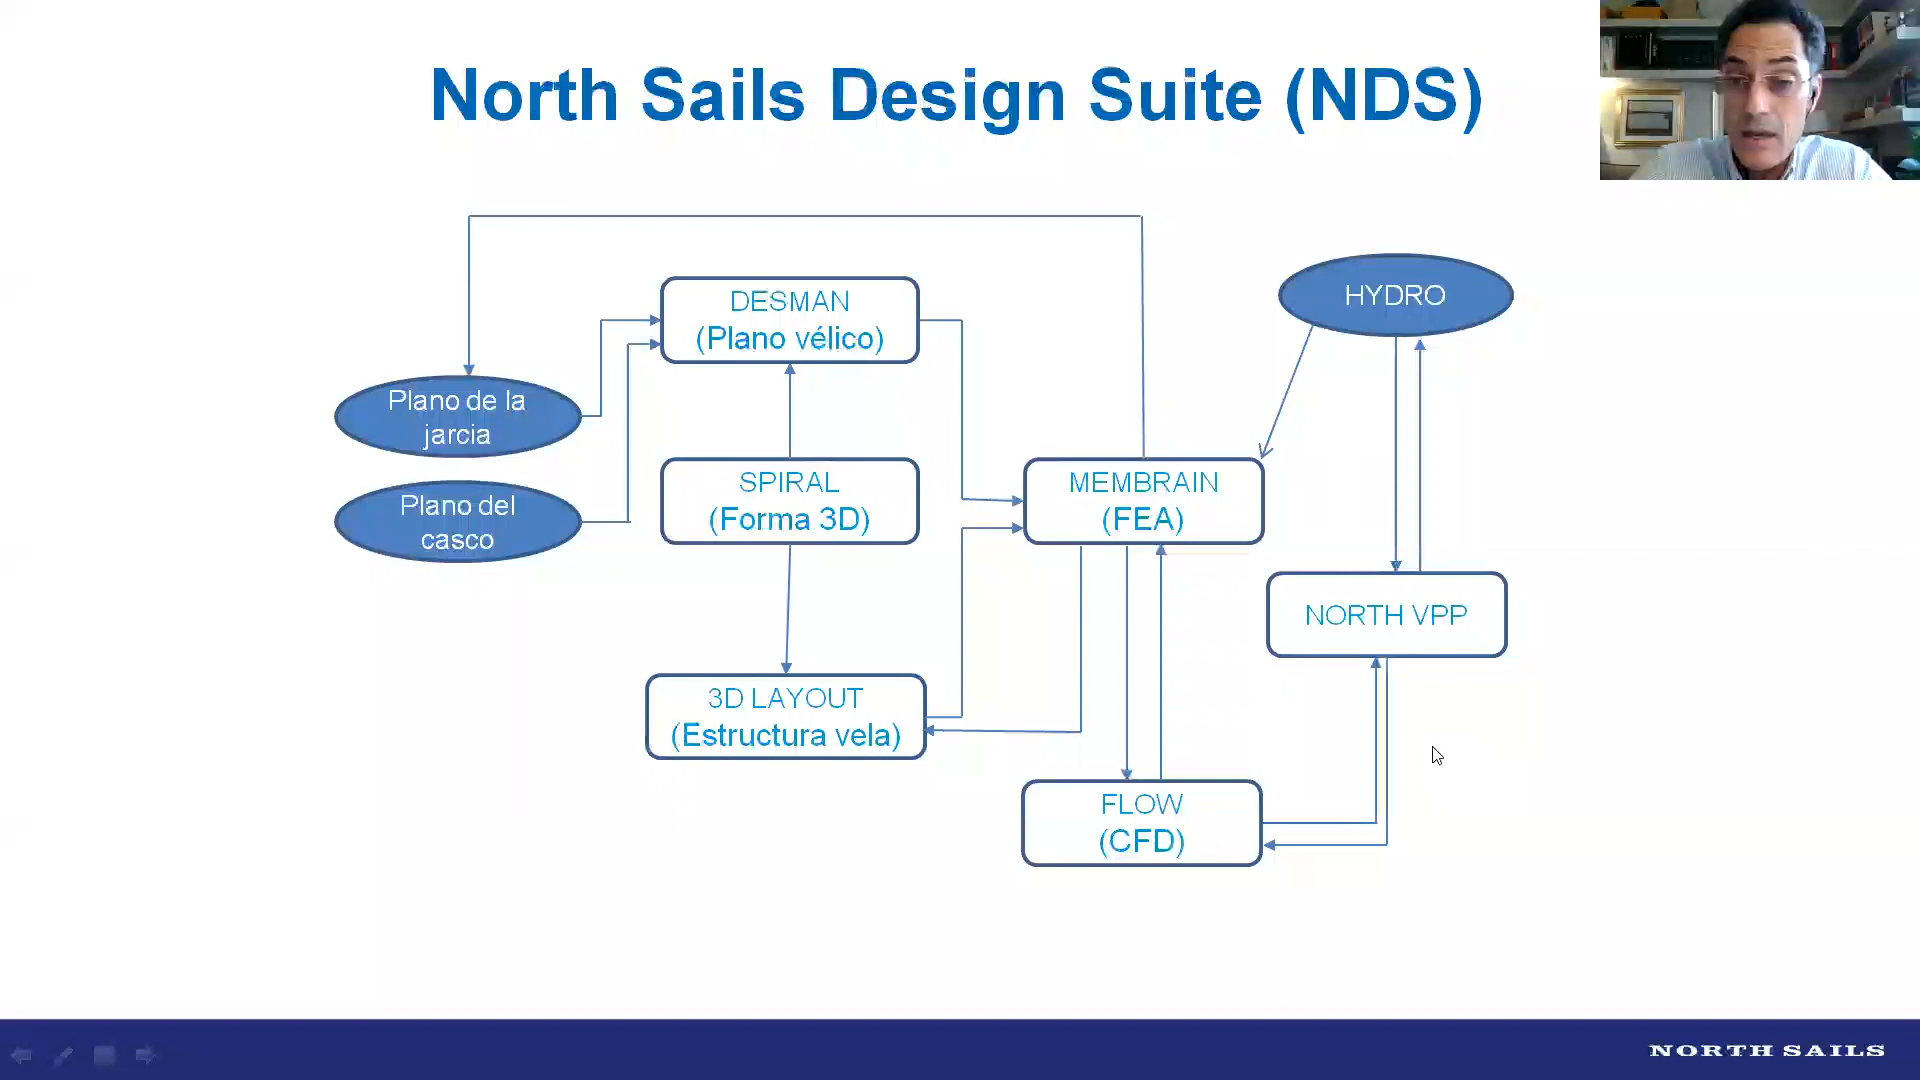 North Sails Design Suite (NDS)
DESMAN
(Plano vélico)
HYDRO
Plano de la
jarcia
SPIRAL
(Forma 3D)
MEMBRAIN
(FEA)
Plano del
casco
NORTH VPP
3D LAYOUT
(Estructura vela)
FLOW
(CFD)
NORTH SAILS